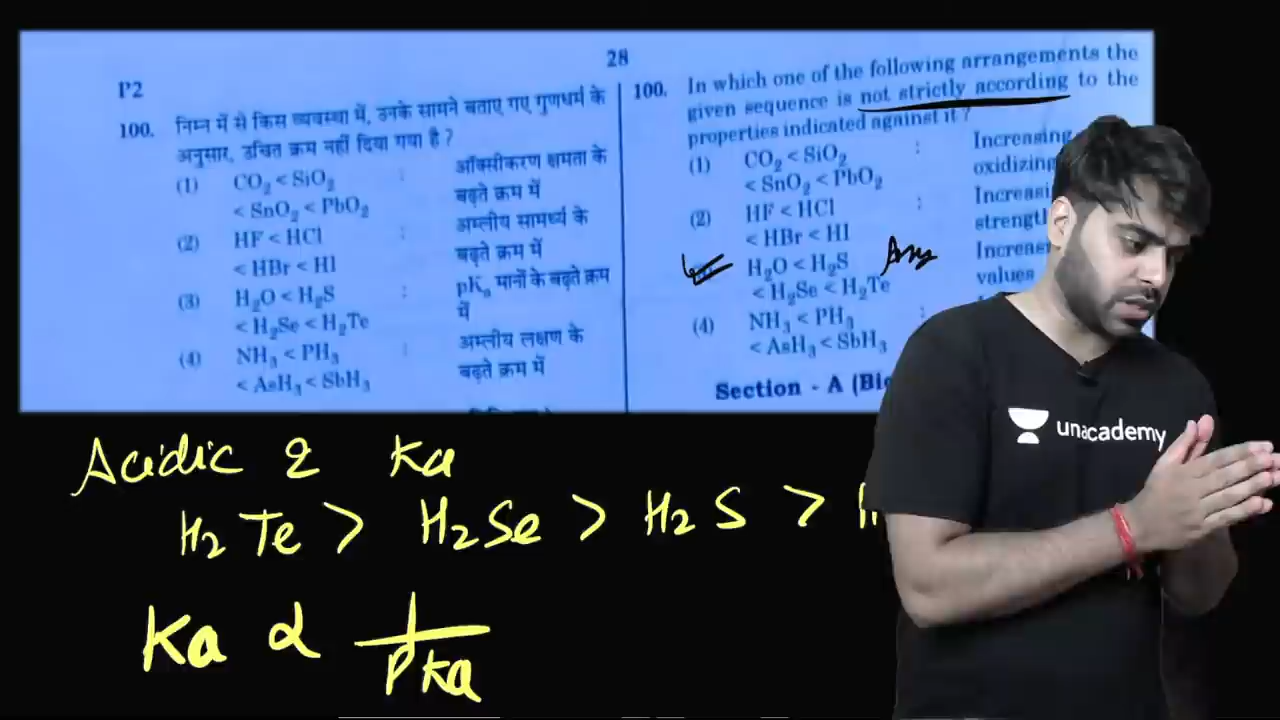 28
P2
100. निम्न में से किस व्यवस्था में, उनके सामने बताए गए गुणधर्म के
अनुसार, उचित क्रम नहीं दिया गया है ?
(1) CO₂ < SiO₂ : ऑक्सीकरण क्षमता के
< SnO₂ < PbO₂ बढ़ते क्रम में
(2) HF < HCl : अम्लीय सामर्थ्य के
< HBr < HI बढ़ते क्रम में
(3) H₂O < H₂S : pKₐ मानों के बढ़ते क्रम
< H₂Se < H₂Te में
(4) NH₃ < PH₃ : अम्लीय लक्षण के
< AsH₃ < SbH₃ बढ़ते क्रम में
100. In which one of the following arrangements the
given sequence is not strictly according to the
properties indicated against it ?
(1) CO₂ < SiO₂ : Increasing
< SnO₂ < PbO₂ oxidizing
(2) HF < HCl :
< HBr < HI
H₂O < H₂S Ans
< H₂Se < H₂Te values
(4) NH₃ < PH₃ :
< AsH₃ < SbH₃
Section - A
Acidic & Ka
H₂Te > H₂Se > H₂S >
Ka α 1/pKa
unacademy